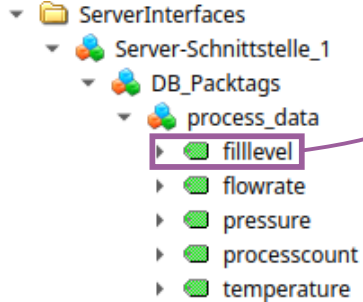 ServerInterfaces
Server-Schnittstelle_1
DB_Packtags
process_data
filllevel
flowrate
pressure
processcount
temperature